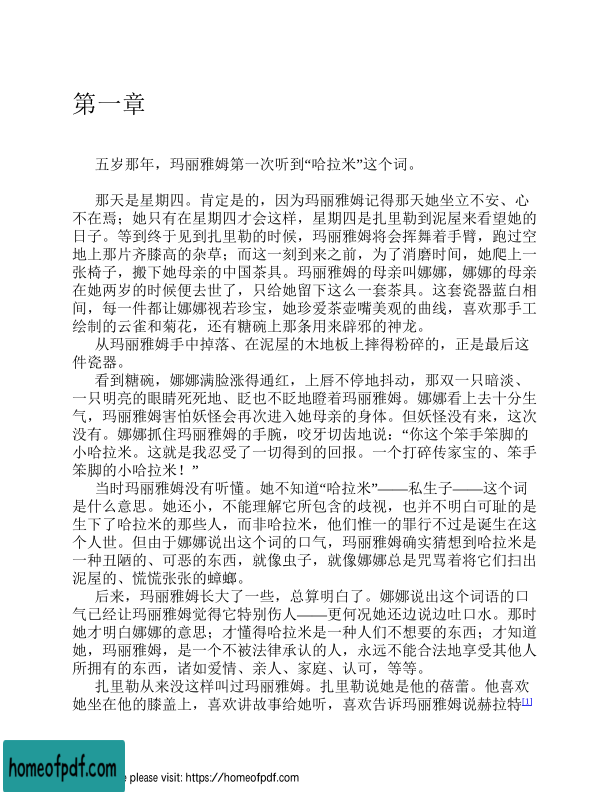 第一章
五岁那年，玛丽雅姆第一次听到“哈拉米”这个词。
那天是星期四。肯定是的，因为玛丽雅姆记得那天她坐立不安、心
不在焉；她只有在星期四才会这样，星期四是扎里勒到泥屋来看望她的
日子。等到终于见到扎里勒的时候，玛丽雅姆将会挥舞着手臂，跑过空
地上那片齐膝高的杂草；而这一刻到来之前，为了消磨时间，她爬上一
张椅子，搬下她母亲的中国茶具。玛丽雅姆的母亲叫娜娜，娜娜的母亲
在她两岁的时候便去世了，只给她留下这么一套茶具。这套瓷器蓝白相
间，每一件都让娜娜视若珍宝，她珍爱茶壶嘴美观的曲线，喜欢那手工
绘制的云雀和菊花，还有糖碗上那条用来辟邪的神龙。
从玛丽雅姆手中掉落、在泥屋的木地板上摔得粉碎的，正是最后这
件瓷器。
看到糖碗，娜娜满脸涨得通红，上唇不停地抖动，那双一只暗淡、
一只明亮的眼睛死死地、眨也不眨地瞪着玛丽雅姆。娜娜看上去十分生
气，玛丽雅姆害怕妖怪会再次进入她母亲的身体。但妖怪没有来，这次
没有。娜娜抓住玛丽雅姆的手腕，咬牙切齿地说：“你这个笨手笨脚的
小哈拉米。这就是我忍受了一切得到的回报。一个打碎传家宝的、笨手
笨脚的小哈拉米！”
当时玛丽雅姆没有听懂。她不知道“哈拉米”——私生子——这个词
是什么意思。她还小，不能理解它所包含的歧视，也并不明白可耻的是
生下了哈拉米的那些人，而非哈拉米，他们惟一的罪行不过是诞生在这
个人世。但由于娜娜说出这个词的口气，玛丽雅姆确实猜想到哈拉米是
一种丑陋的、可恶的东西，就像虫子，就像娜娜总是咒骂着将它们扫出
泥屋的、慌慌张张的蟑螂。
后来，玛丽雅姆长大了一些，总算明白了。娜娜说出这个词语的口
气已经让玛丽雅姆觉得它特别伤人——更何况她还边说边吐口水。那时
她才明白娜娜的意思；才懂得哈拉米是一种人们不想要的东西；才知道
她，玛丽雅姆，是一个不被法律承认的人，永远不能合法地享受其他人
所拥有的东西，诸如爱情、亲人、家庭、认可，等等。
扎里勒从来没这样叫过玛丽雅姆。扎里勒说她是他的蓓蕾。他喜欢
她坐在他的膝盖上，喜欢讲故事给她听，喜欢告诉玛丽雅姆说赫拉特[1]
homeofpdf.com
please visit: https://homeofpdf.com